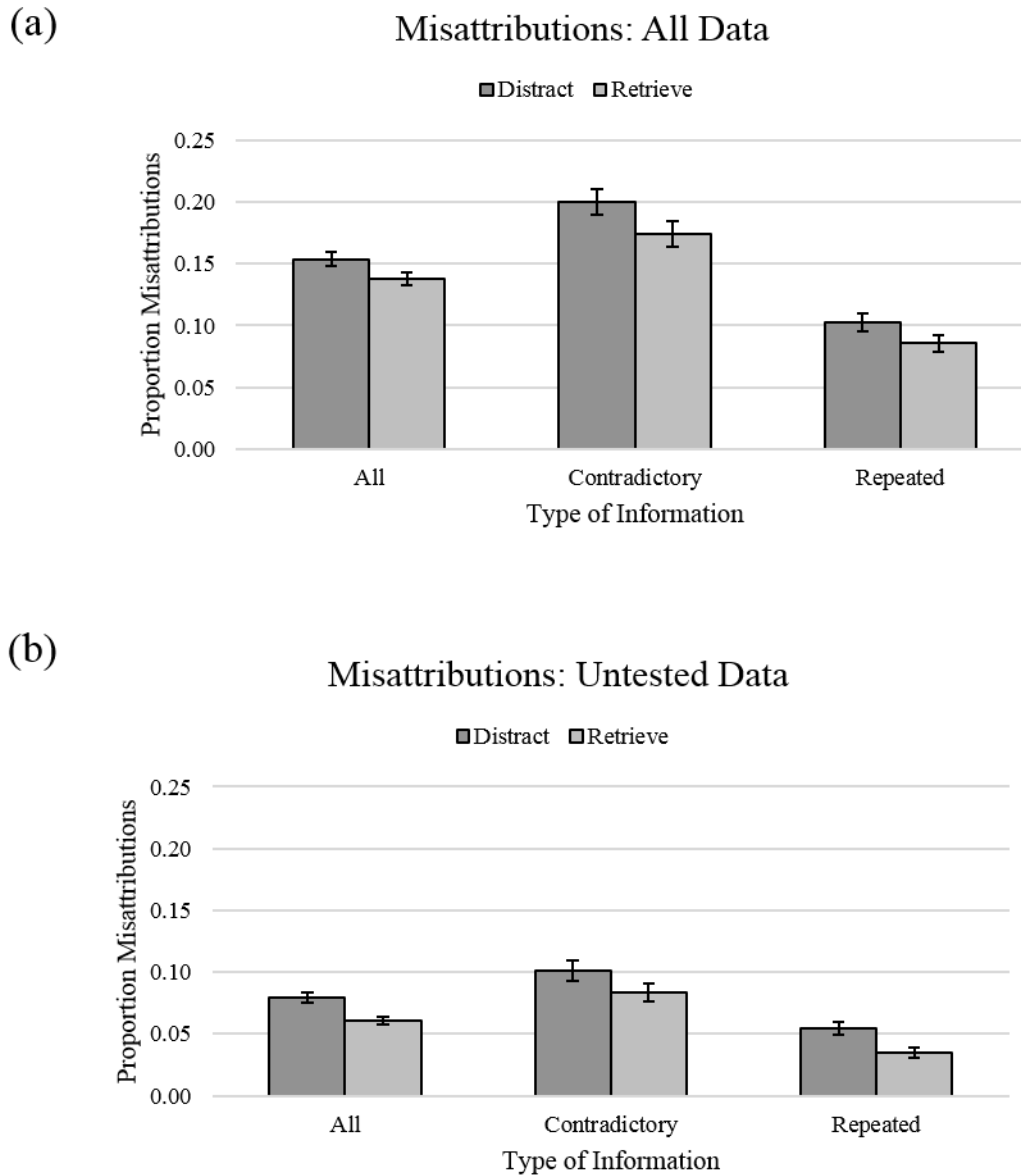 (a)
Misattributions: All Data
Distract Retrieve
Proportion Misattributions
0.25
0.20
0.15
0.10
0.05
0.00
All Contradictory Repeated
Type of Information
(b)
Misattributions: Untested Data
Distract Retrieve
Proportion Misattributions
0.25
0.20
0.15
0.10
0.05
0.00
All Contradictory Repeated
Type of Information